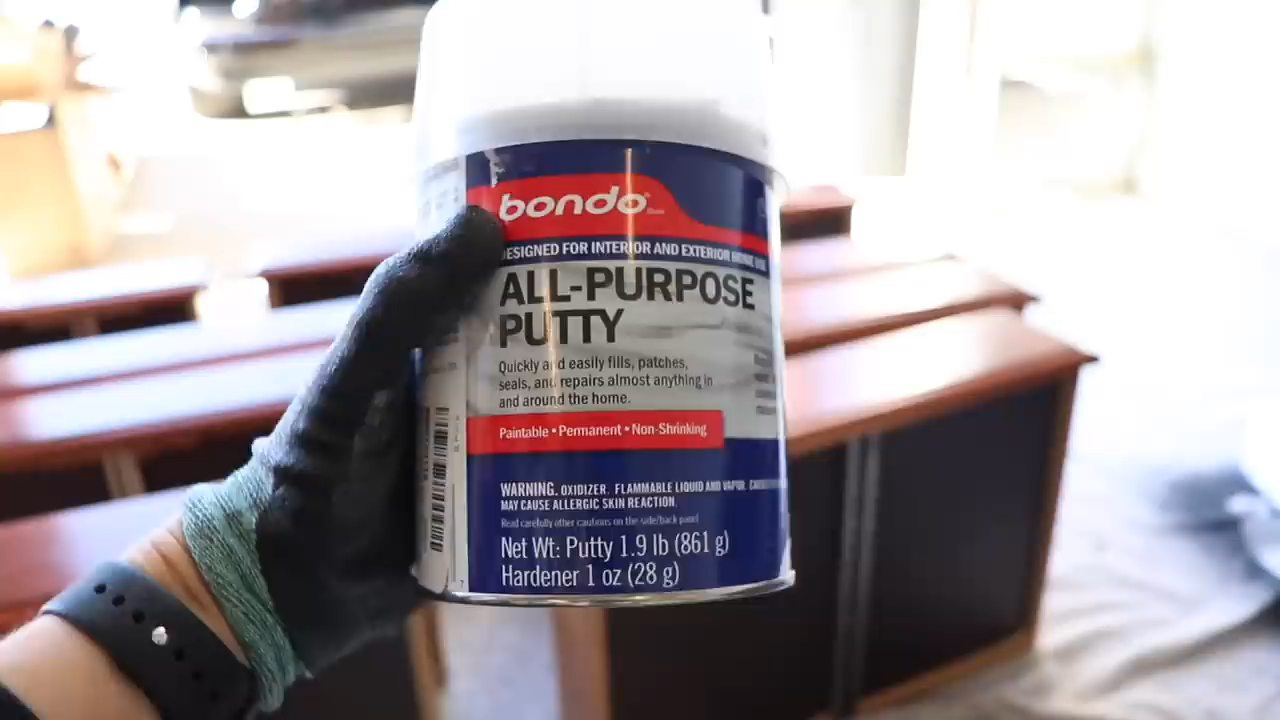 bondo
DESIGNED FOR INTERIOR AND EXTERIOR HOME USE
ALL-PURPOSE
PUTTY
Quickly and easily fills, patches,
seals, and repairs almost anything in
and around the home.
Paintable • Permanent • Non-Shrinking
WARNING. OXIDIZER. FLAMMABLE LIQUID AND VAPOR.
MAY CAUSE ALLERGIC SKIN REACTION.
Read carefully other cautions on the side/back panel
Net Wt: Putty 1.9 lb (861 g)
Hardener 1 oz (28 g)